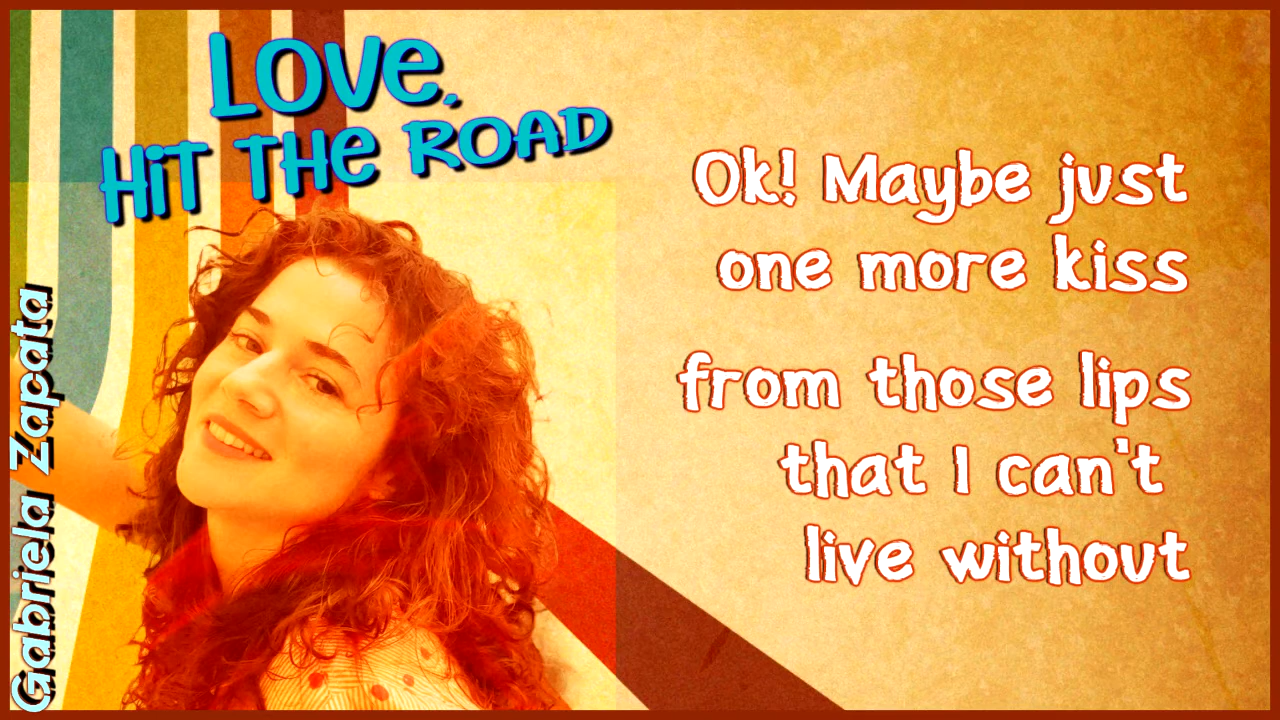 Love,
Hit the Road
Ok! Maybe just
one more kiss
from those lips
that I can't
live without
Gabriela Zapata